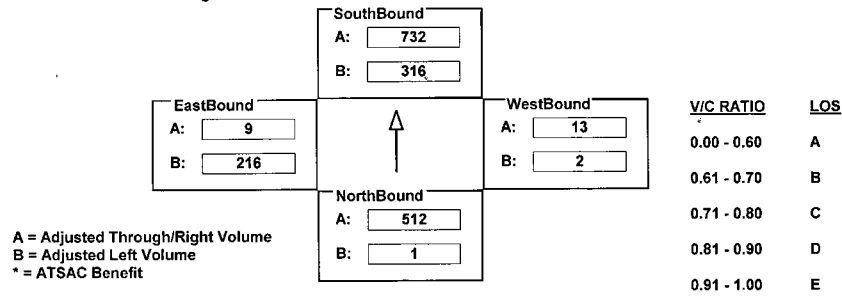 SouthBound
A: 732
B: 316
EastBound
A: 9
B: 216
WestBound
A: 13
B: 2
NorthBound
A: 512
B: 1
A = Adjusted Through/Right Volume
B = Adjusted Left Volume
* = ATSAC Benefit
V/C RATIO LOS
0.00 - 0.60 A
0.61 - 0.70 B
0.71 - 0.80 C
0.81 - 0.90 D
0.91 - 1.00 E